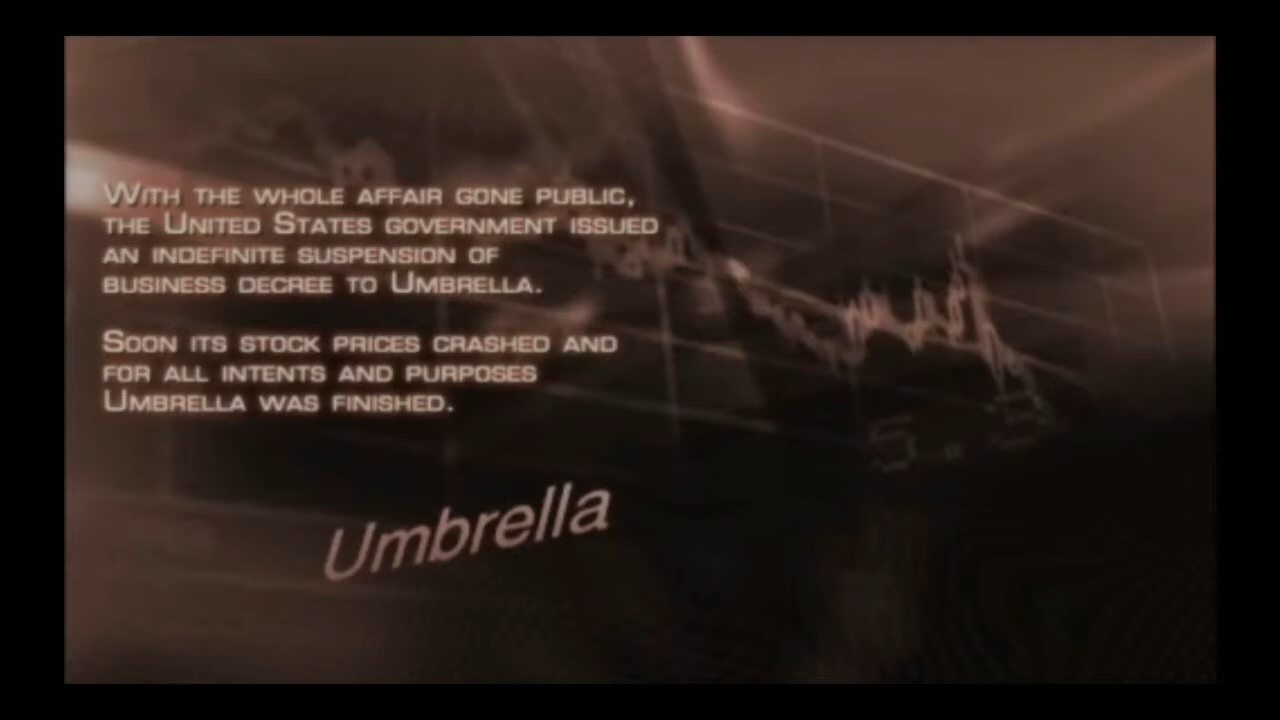 With the whole affair gone public,
the United States government issued
an indefinite suspension of
business decree to Umbrella.
Soon its stock prices crashed and
for all intents and purposes
Umbrella was finished.
Umbrella